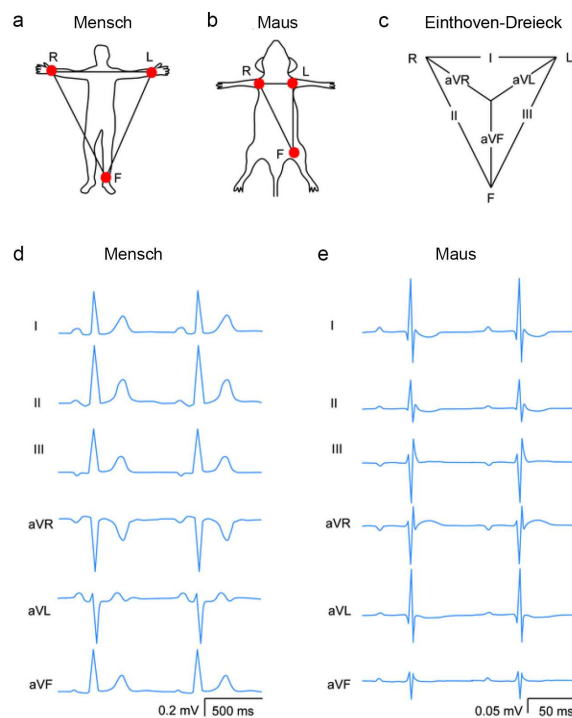 a Mensch
R L
F
b Maus
R L
F
c Einthoven-Dreieck
R I L
aVR aVL
II III
aVF
F
d Mensch
I
II
III
aVR
aVL
aVF
0.2 mV 500 ms
e Maus
I
II
III
aVR
aVL
aVF
0.05 mV 50 ms